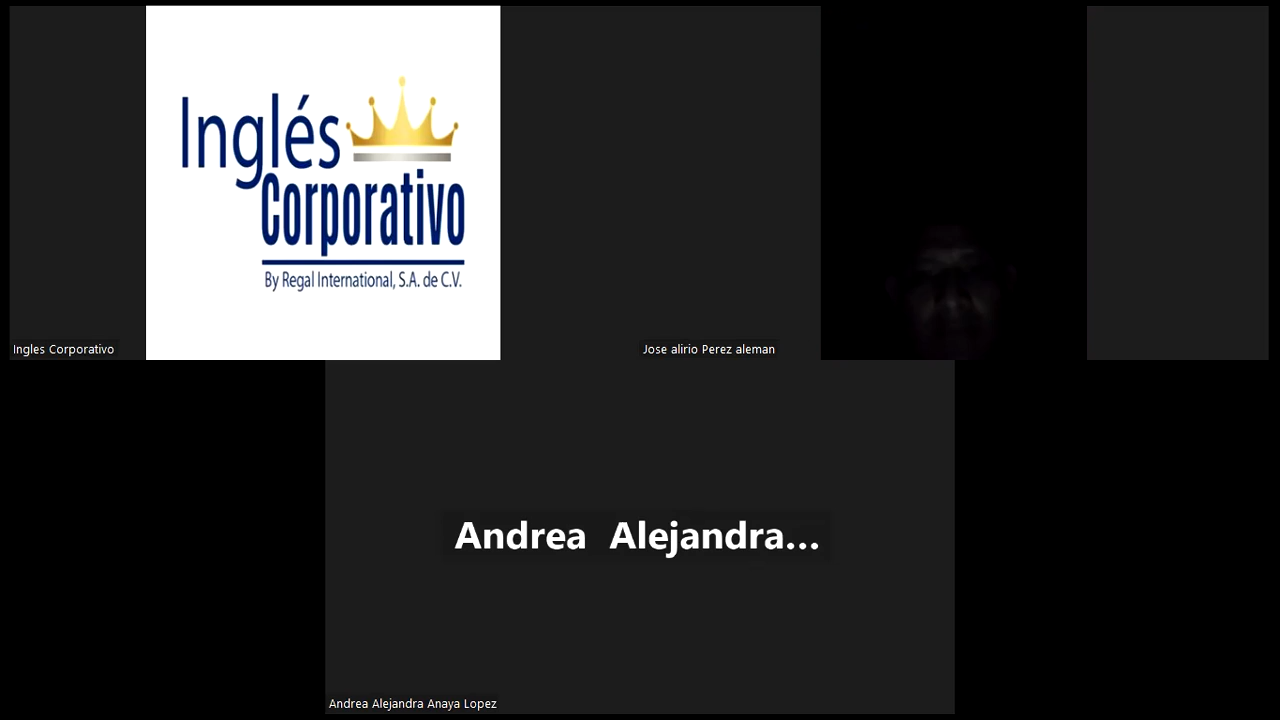 Inglés
Corporativo
By Regal International, S.A. de C.V.
Ingles Corporativo
Jose alirio Perez aleman
Andrea Alejandra...
Andrea Alejandra Anaya Lopez